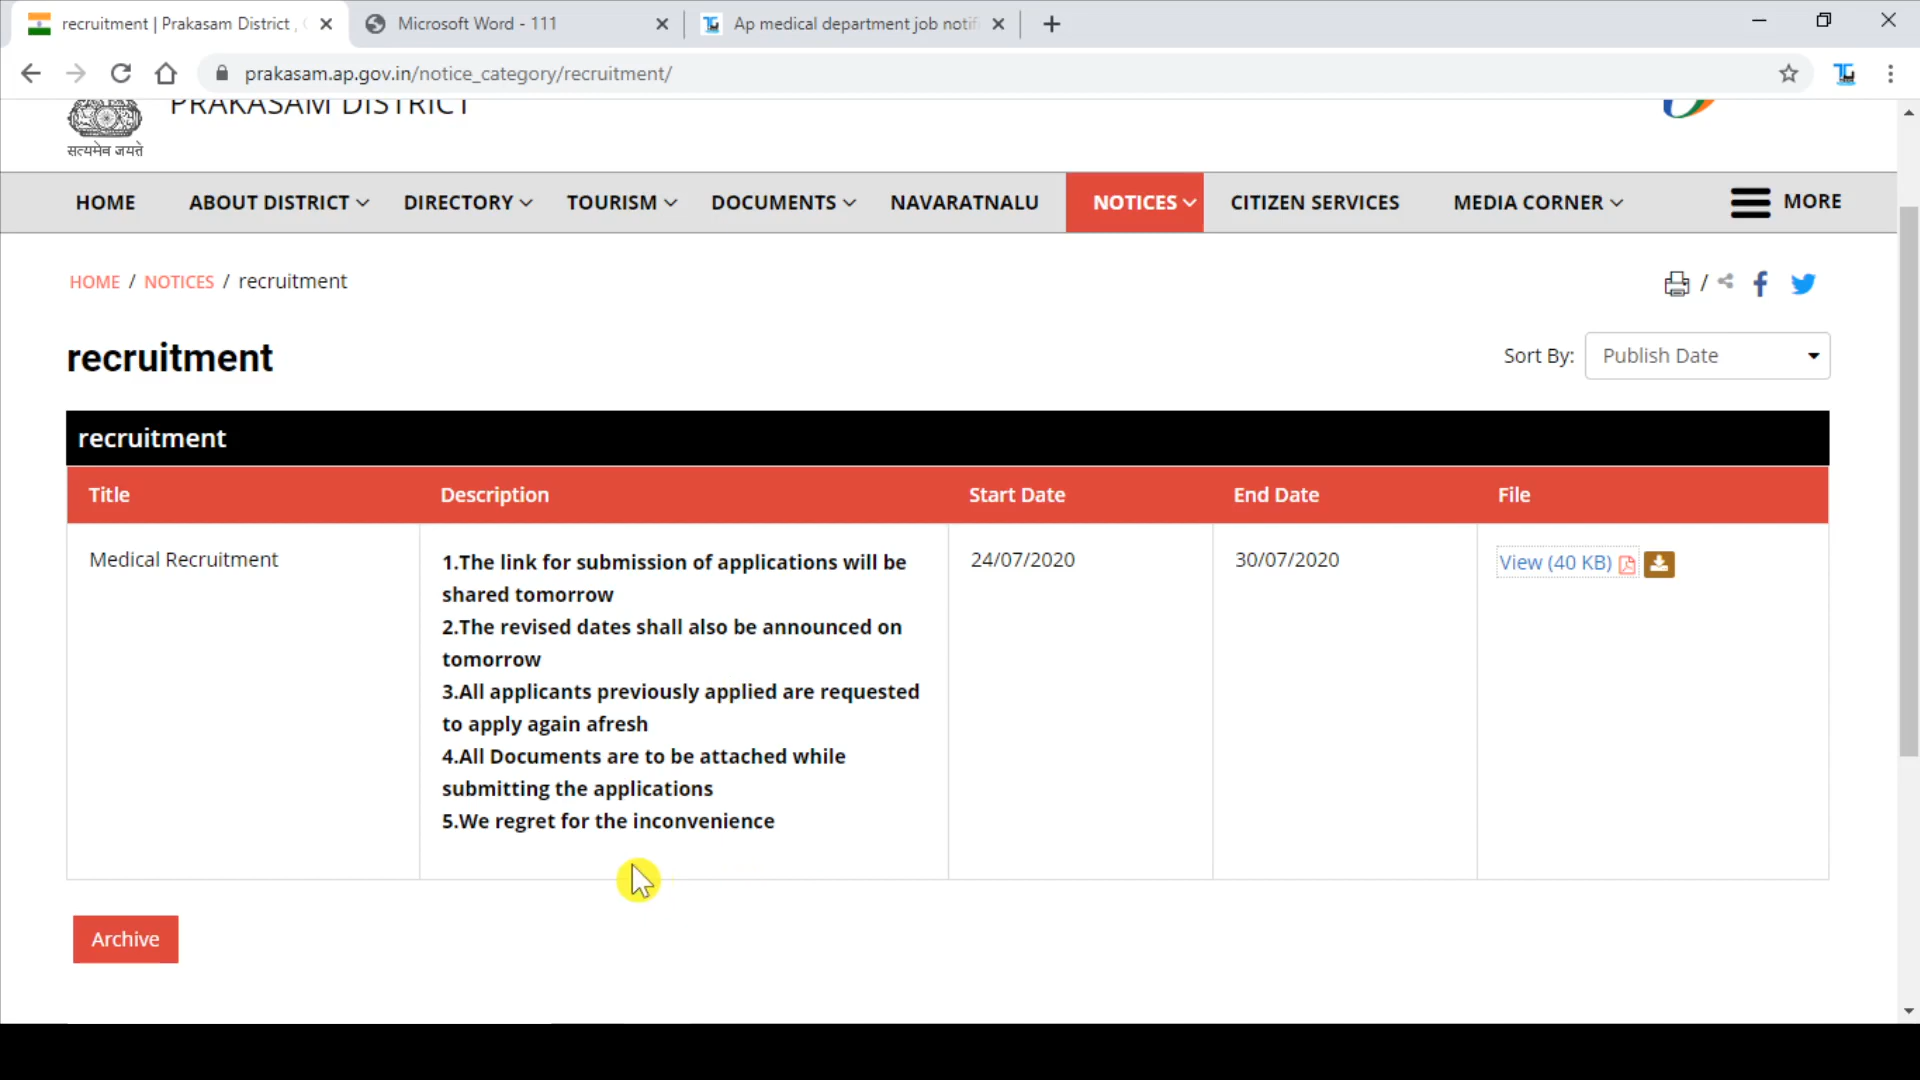 recruitment | Prakasam District ,
Microsoft Word - 111
Ap medical department job notif
prakasam.ap.gov.in/notice_category/recruitment/
PRAKASAM DISTRICT
सत्यमेव जयते
HOME
ABOUT DISTRICT
DIRECTORY
TOURISM
DOCUMENTS
NAVARATNALU
NOTICES
CITIZEN SERVICES
MEDIA CORNER
MORE
HOME / NOTICES / recruitment
/
recruitment
Sort By: Publish Date
recruitment
Title
Description
Start Date
End Date
File
Medical Recruitment
1.The link for submission of applications will be
shared tomorrow
2.The revised dates shall also be announced on
tomorrow
3.All applicants previously applied are requested
to apply again afresh
4.All Documents are to be attached while
submitting the applications
5.We regret for the inconvenience
24/07/2020
30/07/2020
View (40 KB)
Archive